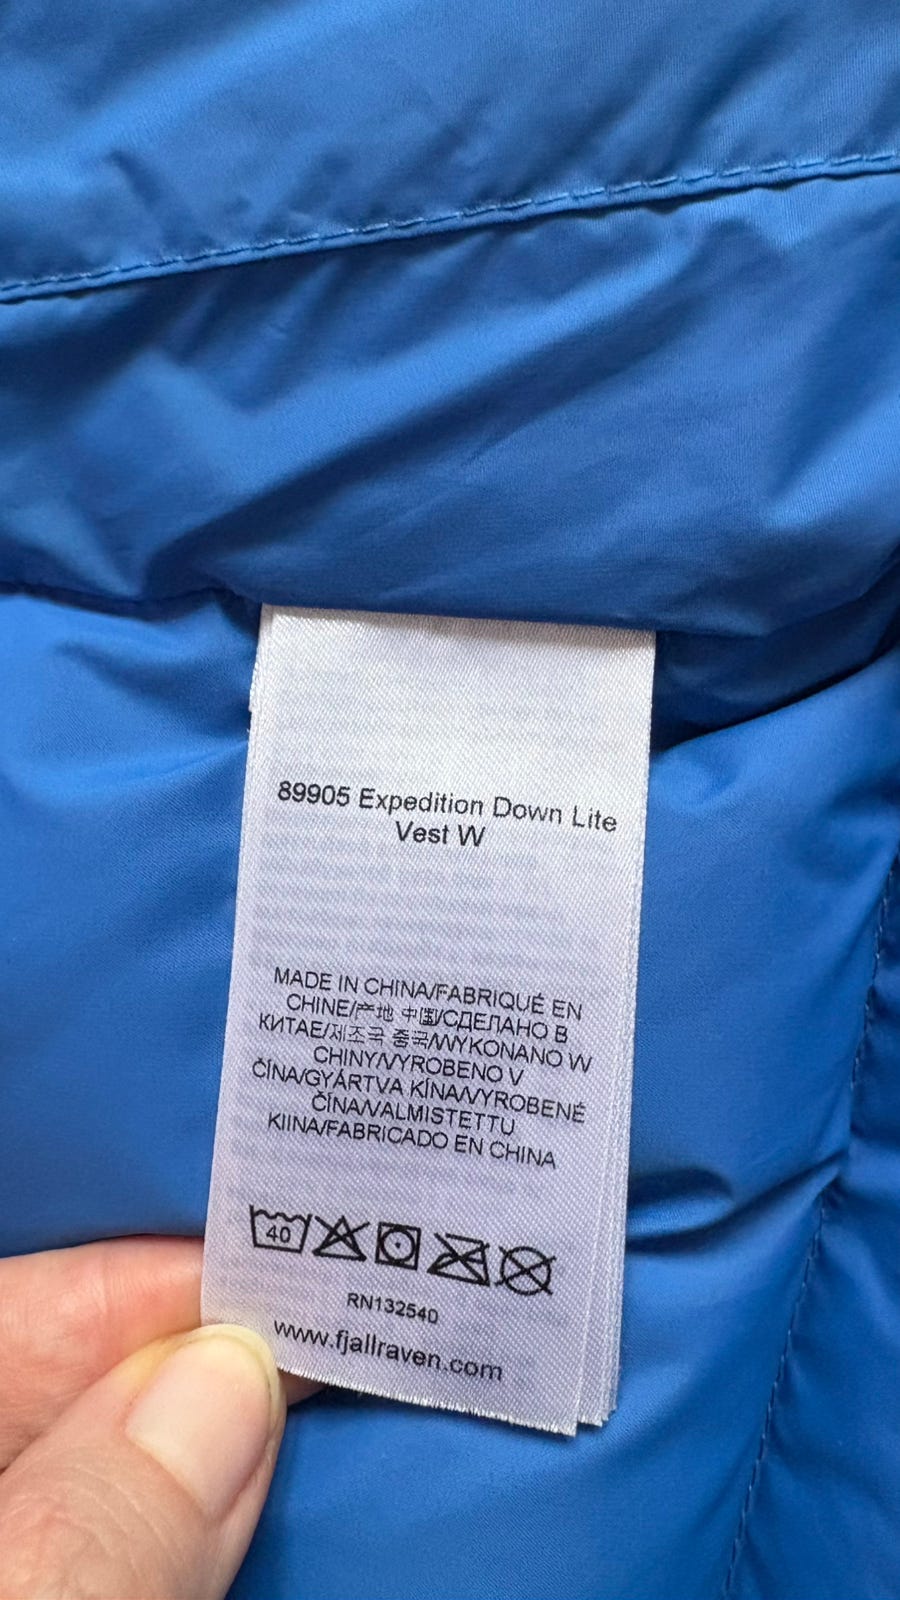 89905 Expedition Down Lite
Vest W
MADE IN CHINA/FABRIQUÉ EN
CHINE/产地 中国/СДЕЛАНО В
КИТАЕ/제조국 중국/WYKONANO W
CHINY/VYROBENO V
ČÍNA/GYÁRTVA KÍNA/VYROBENÉ
ČÍNA/VALMISTETTU
KIINA/FABRICADO EN CHINA
40
RN132540
www.fjallraven.com